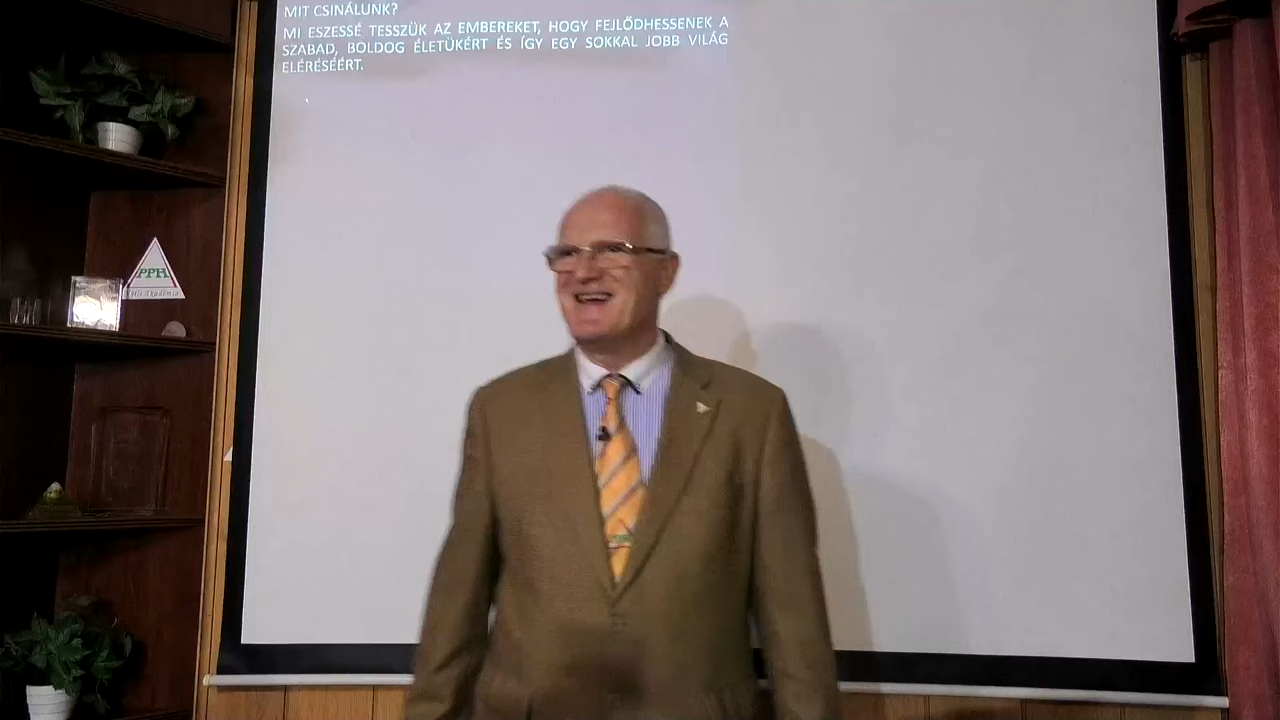 MIT CSINÁLUNK?
MI ESZESSÉ TESSZÜK AZ EMBEREKET, HOGY FEJLŐDHESSENEK A
SZABAD, BOLDOG ÉLETÜKÉRT ÉS ÍGY EGY SOKKAL JOBB VILÁG
ELÉRÉSÉÉRT.
PPH